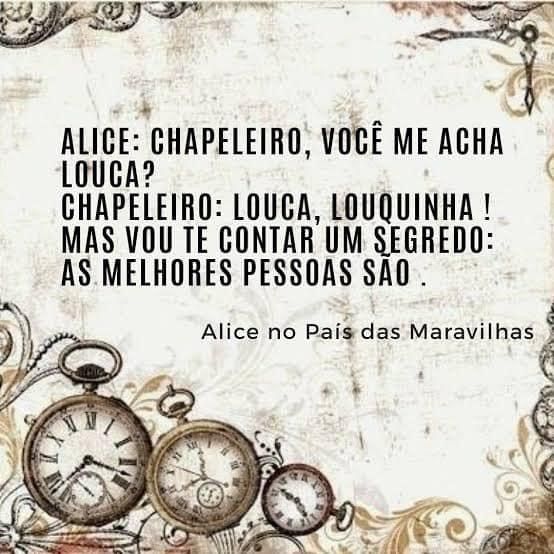 ALICE: CHAPELEIRO, VOCÊ ME ACHA
LOUCA?
CHAPELEIRO: LOUCA, LOUQUINHA !
MAS VOU TE CONTAR UM SEGREDO:
AS MELHORES PESSOAS SÃO .
Alice no País das Maravilhas